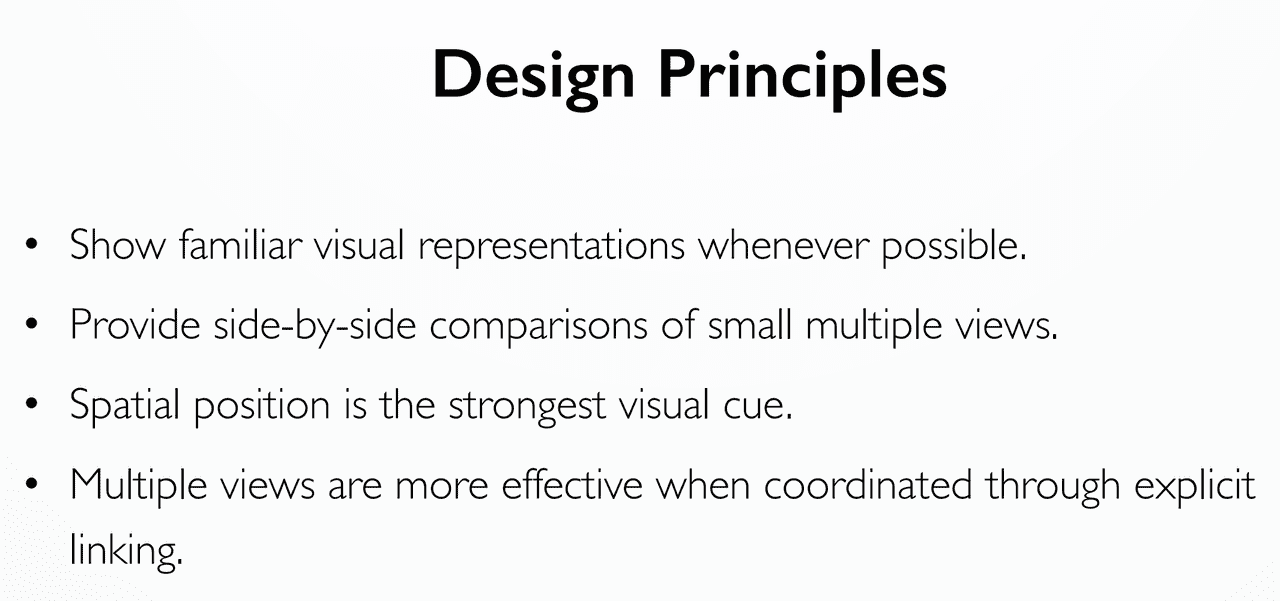 Design Principles
• Show familiar visual representations whenever possible.
• Provide side-by-side comparisons of small multiple views.
• Spatial position is the strongest visual cue.
• Multiple views are more effective when coordinated through explicit
linking.